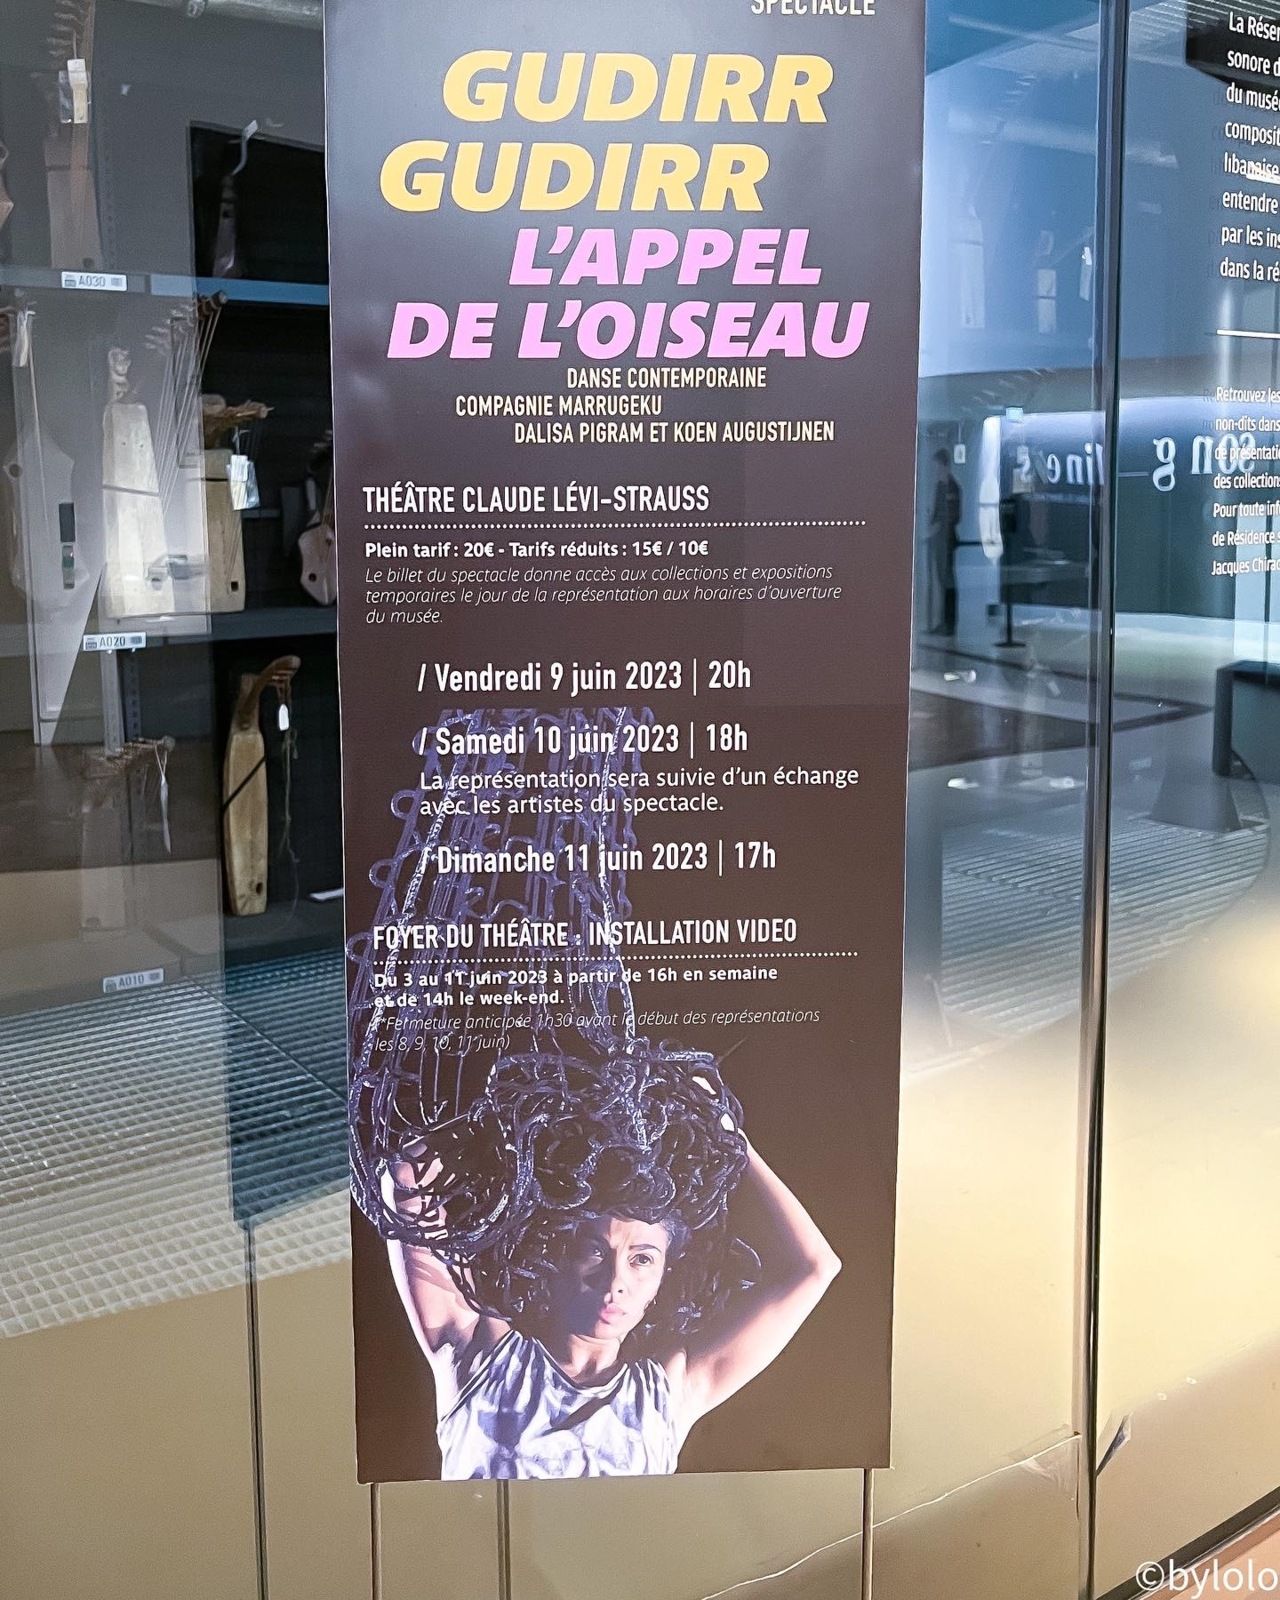 SPECTACLE
GUDIRR
GUDIRR
L'APPEL
DE L'OISEAU
DANSE CONTEMPORAINE
COMPAGNIE MARRUGEKU
DALISA PIGRAM ET KOEN AUGUSTIJNEN
THÉÂTRE CLAUDE LÉVI-STRAUSS
Plein tarif : 20€ - Tarifs réduits : 15€ / 10€
Le billet du spectacle donne accès aux collections et expositions
temporaires le jour de la représentation aux horaires d'ouverture
du musée.
/ Vendredi 9 juin 2023 | 20h
/ Samedi 10 juin 2023 | 18h
La représentation sera suivie d'un échange
avec les artistes du spectacle.
/ Dimanche 11 juin 2023 | 17h
FOYER DU THÉÂTRE - INSTALLATION VIDEO
Du 3 au 11 juin 2023 à partir de 16h en semaine
et de 14h le week-end.
(*Fermeture anticipée 1h30 avant le début des représentations
les 8, 9, 10, 11 juin)
A030
A020
A010
La Réser
sonore d
du musé
composit
libanaise
entendre
par les ins
dans la ré
Retrouvez les
non-dits dans
de présentati
des collections
Pour toute inf
de Résidence s
Jacques Chirac
son g
©bylolo